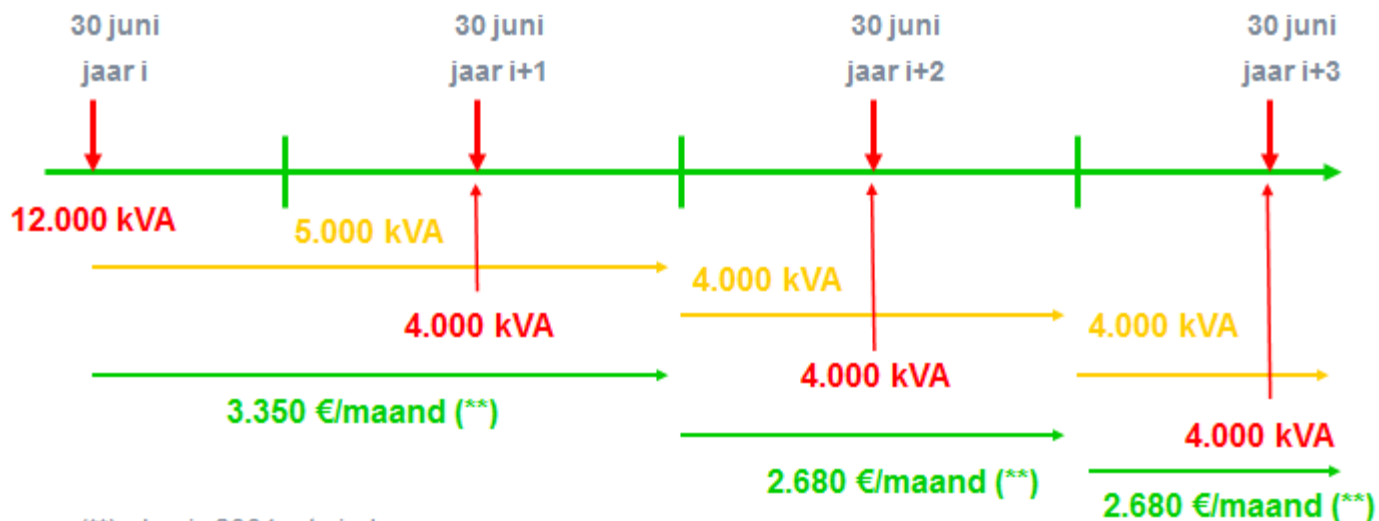 30 juni
jaar i
30 juni
jaar i+1
30 juni
jaar i+2
30 juni
jaar i+3
12.000 kVA
5.000 kVA
4.000 kVA
4.000 kVA
4.000 kVA
4.000 kVA
3.350 €/maand (**)
4.000 kVA
2.680 €/maand (**)
2.680 €/maand (**)